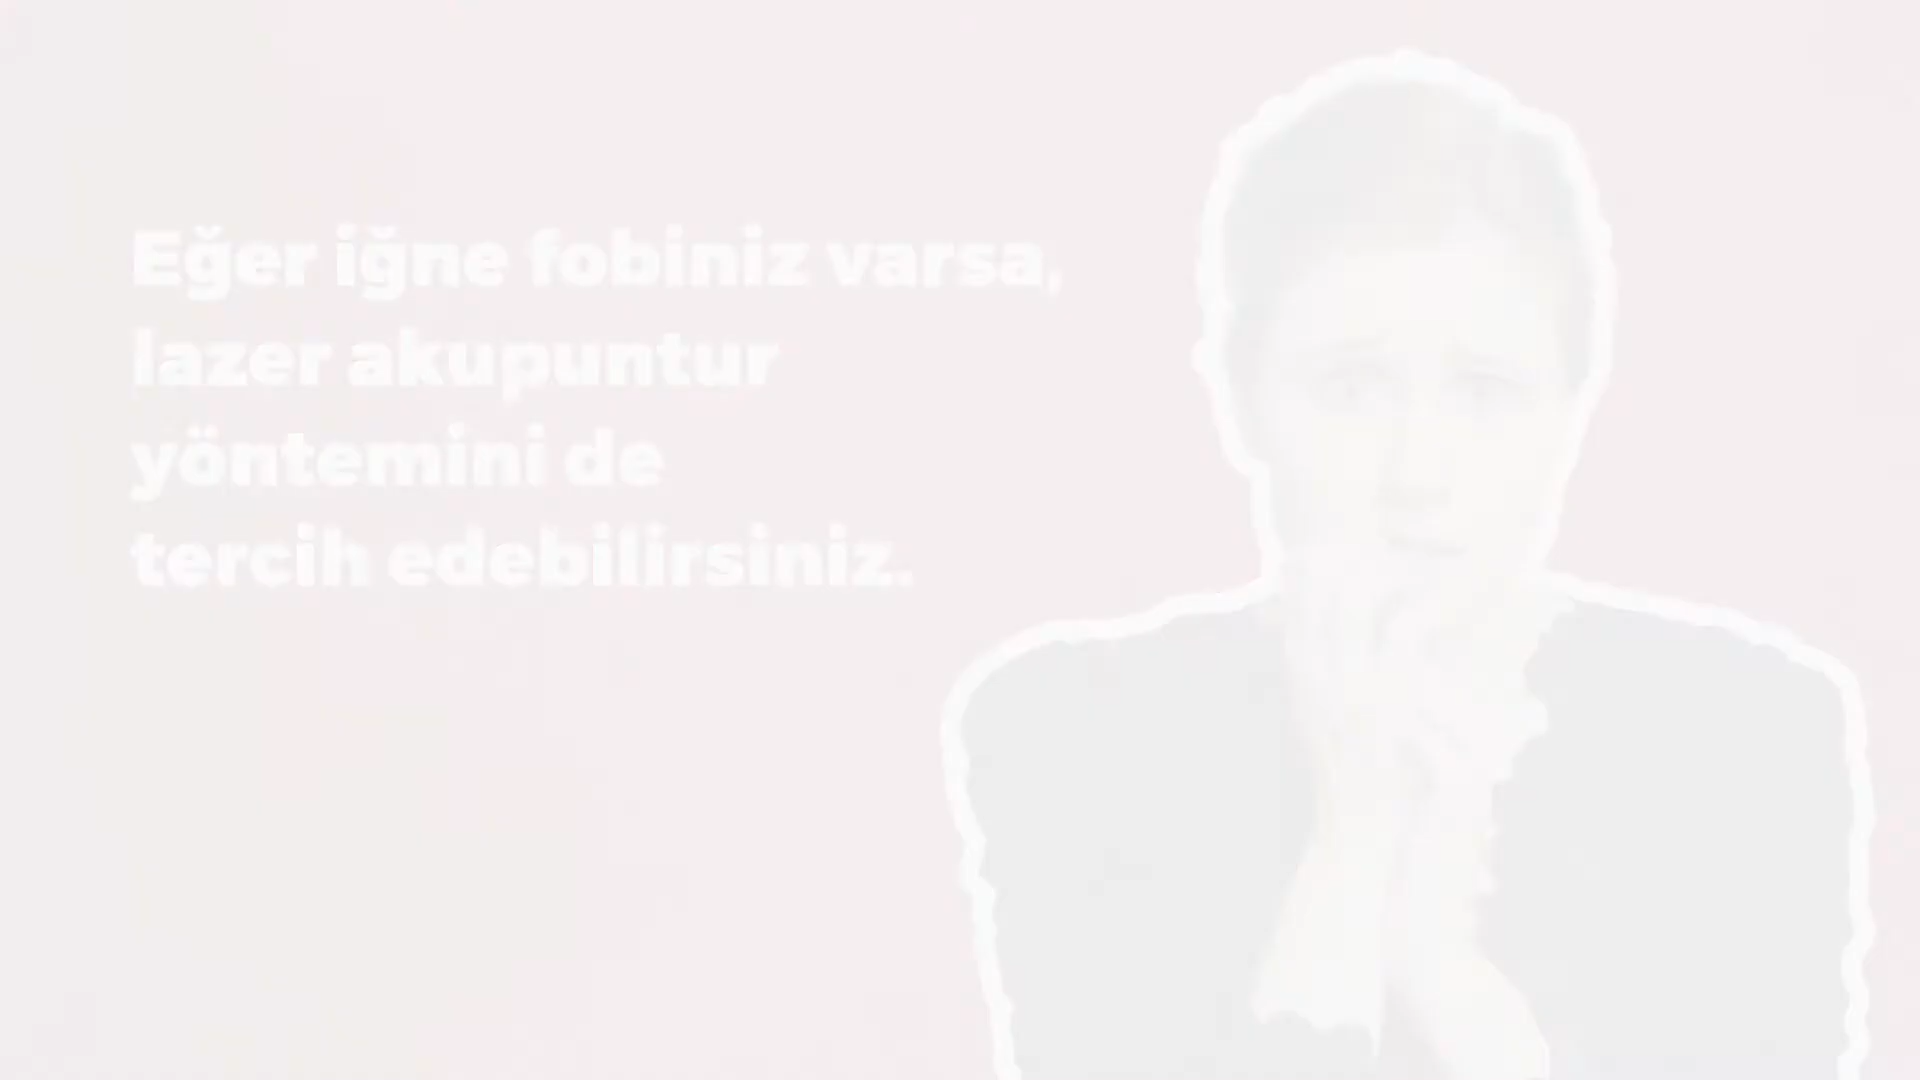 Eğer iğne fobiniz varsa,
lazer akupuntur
yöntemini de
tercih edebilirsiniz.